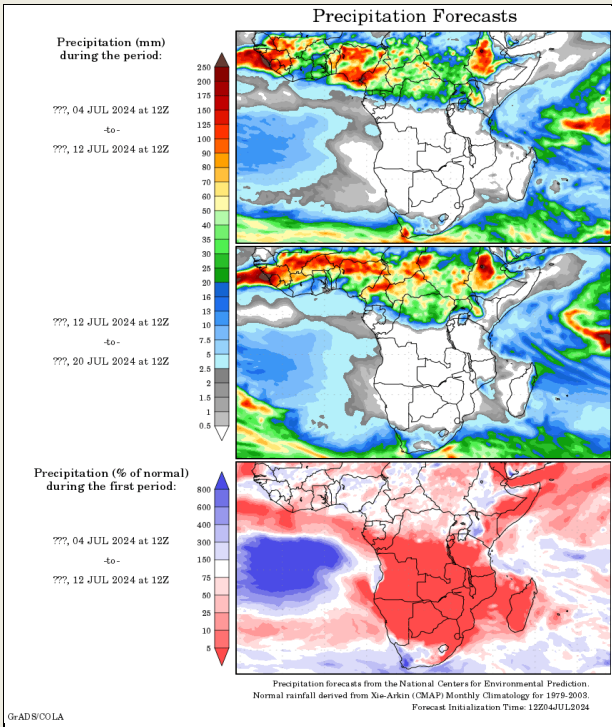 Precipitation Forecasts
Precipitation (mm)
during the period:
???, 04 JUL 2024 at 12Z
-to-
???, 12 JUL 2024 at 12Z
250
200
175
150
125
100
90
80
70
60
50
40
35
30
25
20
16
13
10
7.5
5
2.5
2
1.5
1
0.5
???, 12 JUL 2024 at 12Z
-to-
???, 20 JUL 2024 at 12Z
Precipitation (% of normal)
during the first period:
???, 04 JUL 2024 at 12Z
-to-
???, 12 JUL 2024 at 12Z
800
600
400
300
150
75
50
25
10
5
Precipitation forecasts from the National Centers for Environmental Prediction.
Normal rainfall derived from Xie-Arkin (CMAP) Monthly Climatology for 1979-2003.
Forecast Initialization Time: 12Z04JUL2024
GrADS/COLA